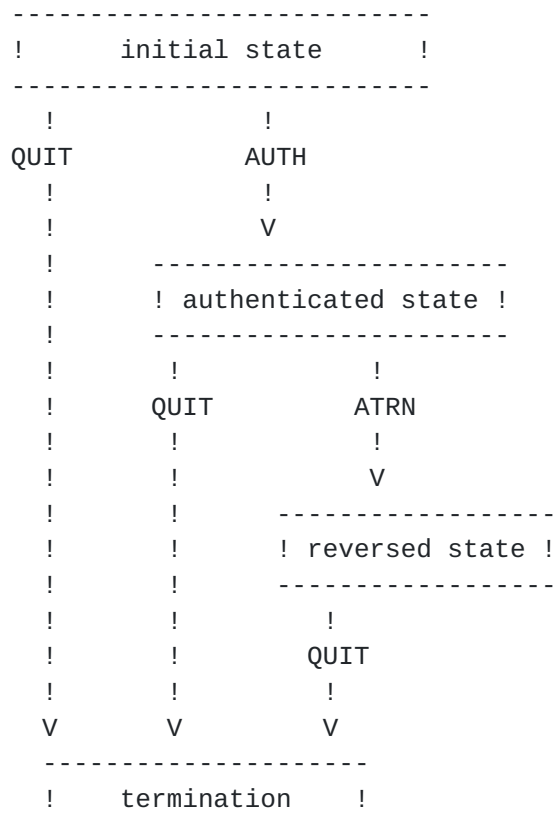 ---------------------------
!      initial state      !
---------------------------
  !             !
QUIT           AUTH
  !             !
  !             V
  !      -----------------------
  !      ! authenticated state !
  !      -----------------------
  !       !            !
  !      QUIT         ATRN
  !       !            !
  !       !            V
  !       !      ------------------
  !       !      ! reversed state !
  !       !      ------------------
  !       !         !
  !       !        QUIT
  !       !         !
  V       V         V
  ---------------------
  !    termination    !